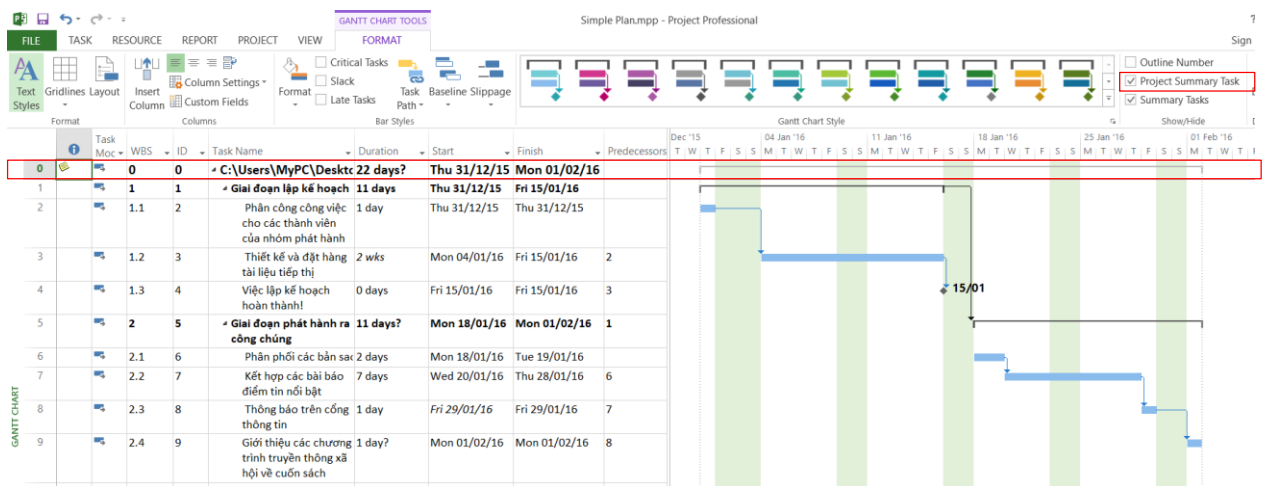 Simple Plan.mpp - Project Professional
GANTT CHART TOOLS
?
FILE TASK RESOURCE REPORT PROJECT VIEW FORMAT
Sign
Text Styles
Gridlines
Layout
Format
Insert Column
Column Settings
Custom Fields
Columns
Format
Critical Tasks
Slack
Late Tasks
Task Path
Baseline
Slippage
Bar Styles
Gantt Chart Style
Outline Number
Project Summary Task
Summary Tasks
Show/Hide
Task Moc WBS ID Task Name Duration Start Finish Predecessors
Dec '15 04 Jan '16 11 Jan '16 18 Jan '16 25 Jan '16 01 Feb '16
T W T F S S M T W T F S S M T W T F S S M T W T F S S M T W T F S S M T W T
0 0 0 C:\Users\MyPC\Deskto 22 days? Thu 31/12/15 Mon 01/02/16
1 1 1 Giai đoạn lập kế hoạch 11 days Thu 31/12/15 Fri 15/01/16
2 1.1 2 Phân công công việc 1 day Thu 31/12/15 Thu 31/12/15
cho các thành viên
của nhóm phát hành
3 1.2 3 Thiết kế và đặt hàng 2 wks Mon 04/01/16 Fri 15/01/16 2
tài liệu tiếp thị
4 1.3 4 Việc lập kế hoạch 0 days Fri 15/01/16 Fri 15/01/16 3
hoàn thành!
15/01
5 2 5 Giai đoạn phát hành ra 11 days? Mon 18/01/16 Mon 01/02/16 1
công chúng
6 2.1 6 Phân phối các bản sac 2 days Mon 18/01/16 Tue 19/01/16
7 2.2 7 Kết hợp các bài báo 7 days Wed 20/01/16 Thu 28/01/16 6
điểm tin nổi bật
8 2.3 8 Thông báo trên cổng 1 day Fri 29/01/16 Fri 29/01/16 7
thông tin
9 2.4 9 Giới thiệu các chương 1 day? Mon 01/02/16 Mon 01/02/16 8
trình truyền thông xã
hội về cuốn sách
GANTT CHART